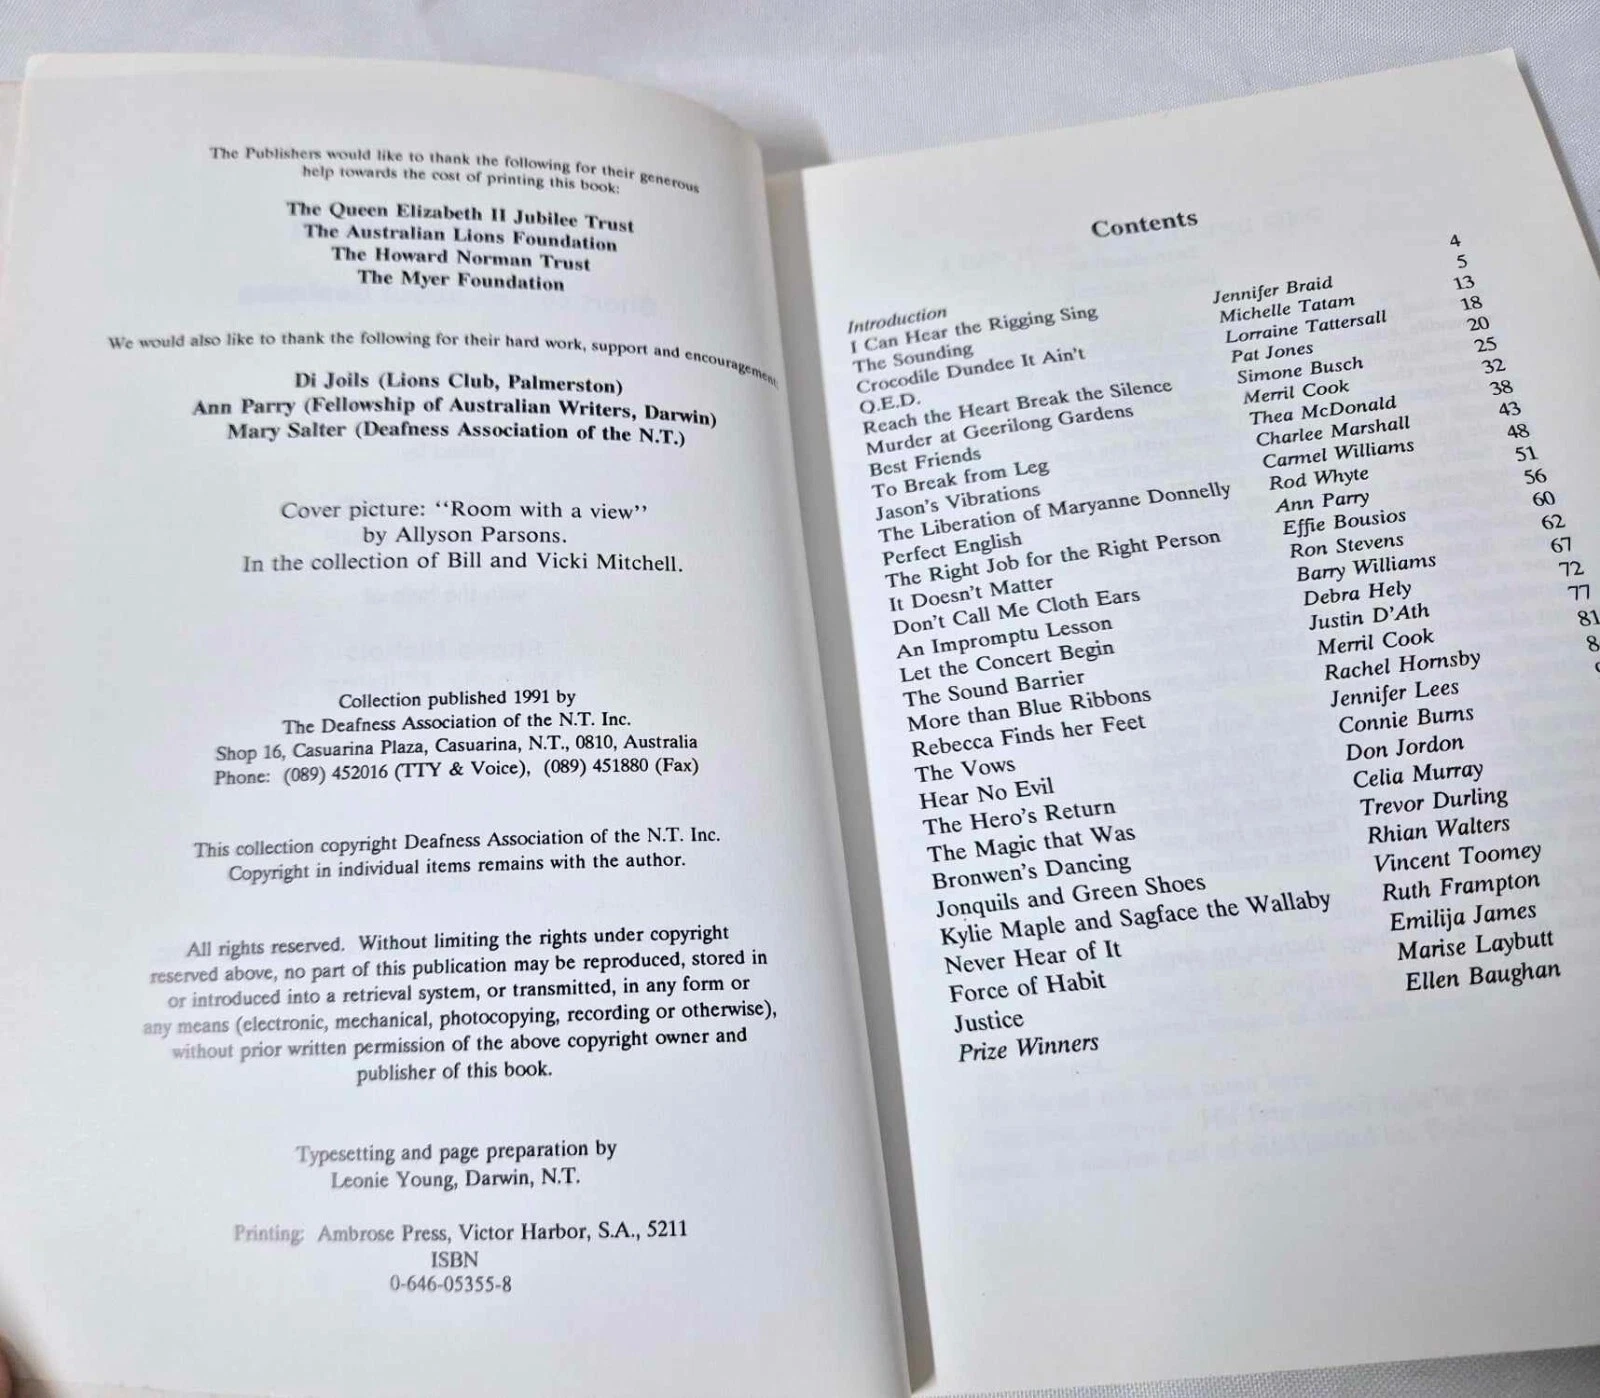 The Publishers would like to thank the following for their generous
help towards the cost of printing this book:
The Queen Elizabeth II Jubilee Trust
The Australian Lions Foundation
The Howard Norman Trust
The Myer Foundation
We would also like to thank the following for their hard work, support and encouragement
Di Joils (Lions Club, Palmerston)
Ann Parry (Fellowship of Australian Writers, Darwin)
Mary Salter (Deafness Association of the N.T.)
Cover picture: "Room with a view"
by Allyson Parsons.
In the collection of Bill and Vicki Mitchell.
Collection published 1991 by
The Deafness Association of the N.T. Inc.
Shop 16, Casuarina Plaza, Casuarina, N.T., 0810, Australia
Phone: (089) 452016 (TTY & Voice), (089) 451880 (Fax)
This collection copyright Deafness Association of the N.T. Inc.
Copyright in individual items remains with the author.
All rights reserved. Without limiting the rights under copyright
reserved above, no part of this publication may be reproduced, stored in
or introduced into a retrieval system, or transmitted, in any form or
any means (electronic, mechanical, photocopying, recording or otherwise),
without prior written permission of the above copyright owner and
publisher of this book.
Typesetting and page preparation by
Leonie Young, Darwin, N.T.
Printing: Ambrose Press, Victor Harbor, S.A., 5211
ISBN
0-646-05355-8
Contents
Introduction 4
I Can Hear the Rigging Sing Jennifer Braid 5
The Sounding Michelle Tatam 13
Crocodile Dundee It Ain't Lorraine Tattersall 18
Q.E.D. Pat Jones 20
Reach the Heart Break the Silence Simone Busch 25
Murder at Geerilong Gardens Merril Cook 32
Best Friends Thea McDonald 38
To Break from Leg Charlee Marshall 43
Jason's Vibrations Carmel Williams 48
The Liberation of Maryanne Donnelly Rod Whyte 51
Perfect English Ann Parry 56
The Right Job for the Right Person Effie Bousios 60
It Doesn't Matter Ron Stevens 62
Don't Call Me Cloth Ears Barry Williams 67
An Impromptu Lesson Debra Hely 72
Let the Concert Begin Justin D'Ath 77
The Sound Barrier Merril Cook 81
More than Blue Ribbons Rachel Hornsby
Rebecca Finds her Feet Jennifer Lees
The Vows Connie Burns
Hear No Evil Don Jordon
The Hero's Return Celia Murray
The Magic that Was Trevor Durling
Bronwen's Dancing Rhian Walters
Jonquils and Green Shoes Vincent Toomey
Kylie Maple and Sagface the Wallaby Ruth Frampton
Never Hear of It Emilija James
Force of Habit Marise Laybutt
Justice Ellen Baughan
Prize Winners